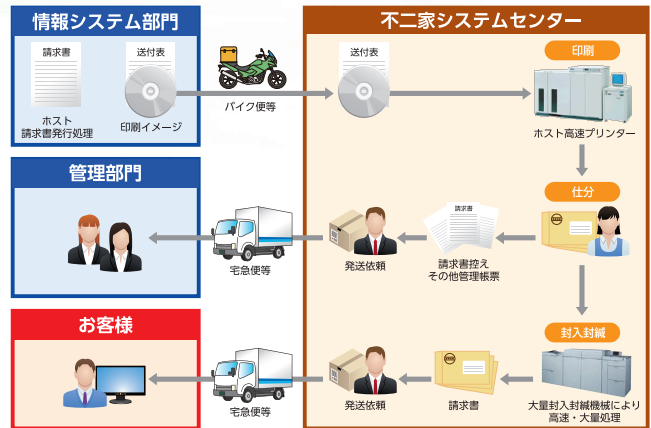 情報システム部門
請求書
送付表
ホスト
請求書発行処理
印刷イメージ
バイク便等
不二家システムセンター
送付表
印刷
ホスト高速プリンター
管理部門
宅急便等
発送依頼
請求書
請求書控え
その他管理帳票
仕分
お客様
宅急便等
発送依頼
請求書
封入封緘
大量封入封緘機械により
高速・大量処理